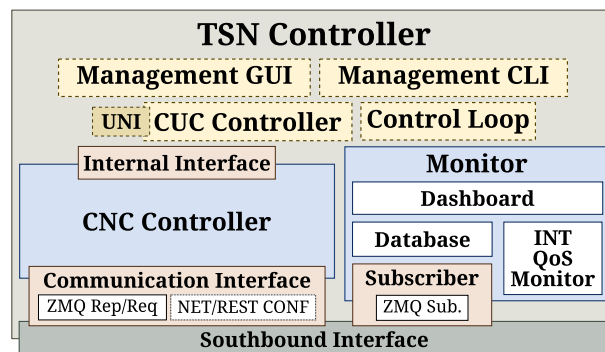 TSN Controller
Management GUI
Management CLI
UNI
CUC Controller
Control Loop
Internal Interface
CNC Controller
Monitor
Dashboard
Database
INT
QoS
Monitor
Communication Interface
ZMQ Rep/Req
NET/REST CONF
Subscriber
ZMQ Sub.
Southbound Interface